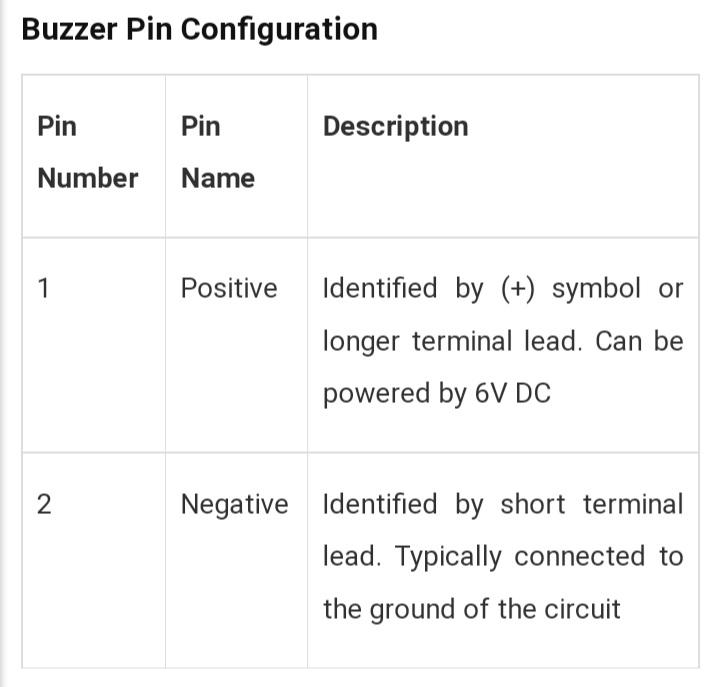 Buzzer Pin Configuration
Pin Number
Pin Name
Description
1
Positive
Identified by (+) symbol or
longer terminal lead. Can be
powered by 6V DC
2
Negative
Identified by short terminal
lead. Typically connected to
the ground of the circuit